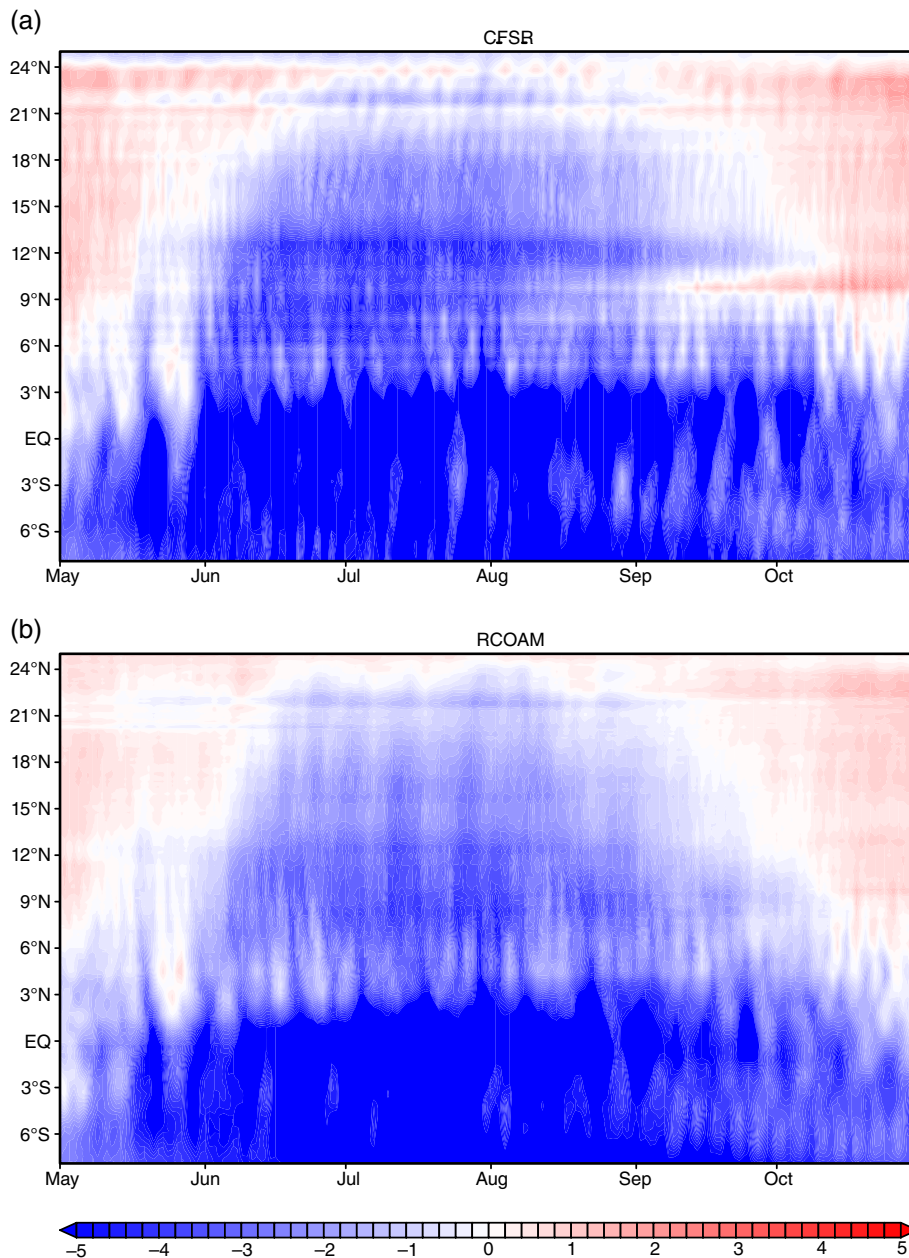 (a)
CFSR
24°N
21°N
18°N
15°N
12°N
9°N
6°N
3°N
EQ
3°S
6°S
May Jun Jul Aug Sep Oct
(b)
RCOAM
24°N
21°N
18°N
15°N
12°N
9°N
6°N
3°N
EQ
3°S
6°S
May Jun Jul Aug Sep Oct
−5 −4 −3 −2 −1 0 1 2 3 4 5